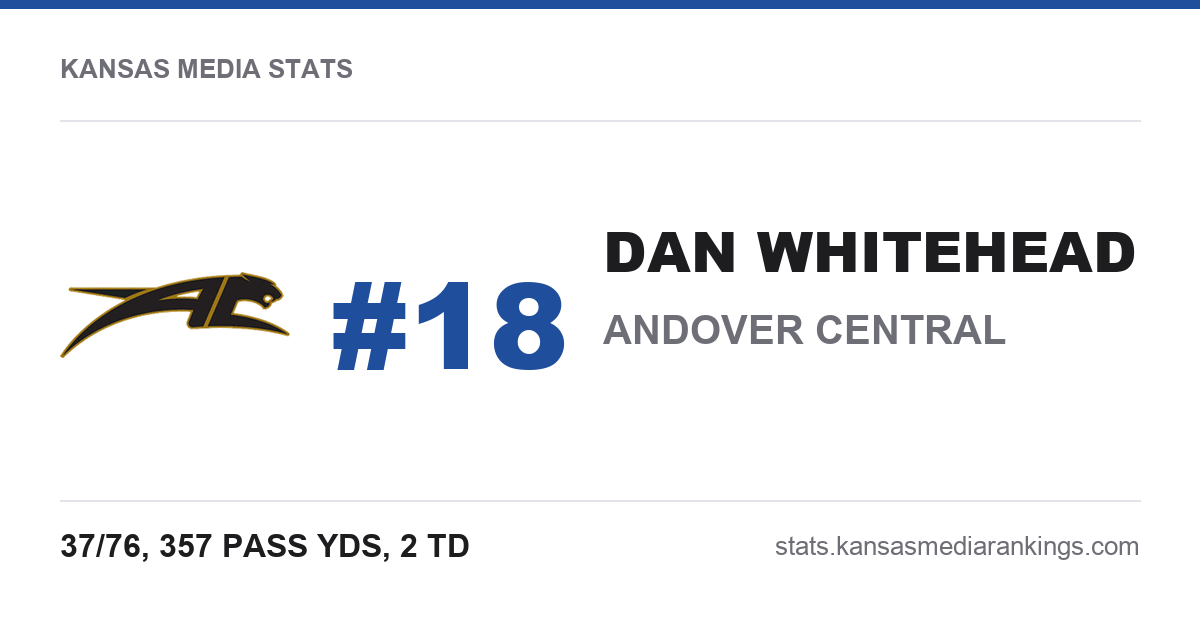 KANSAS MEDIA STATS
#18
DAN WHITEHEAD
ANDOVER CENTRAL
37/76, 357 PASS YDS, 2 TD
stats.kansasmediarankings.com